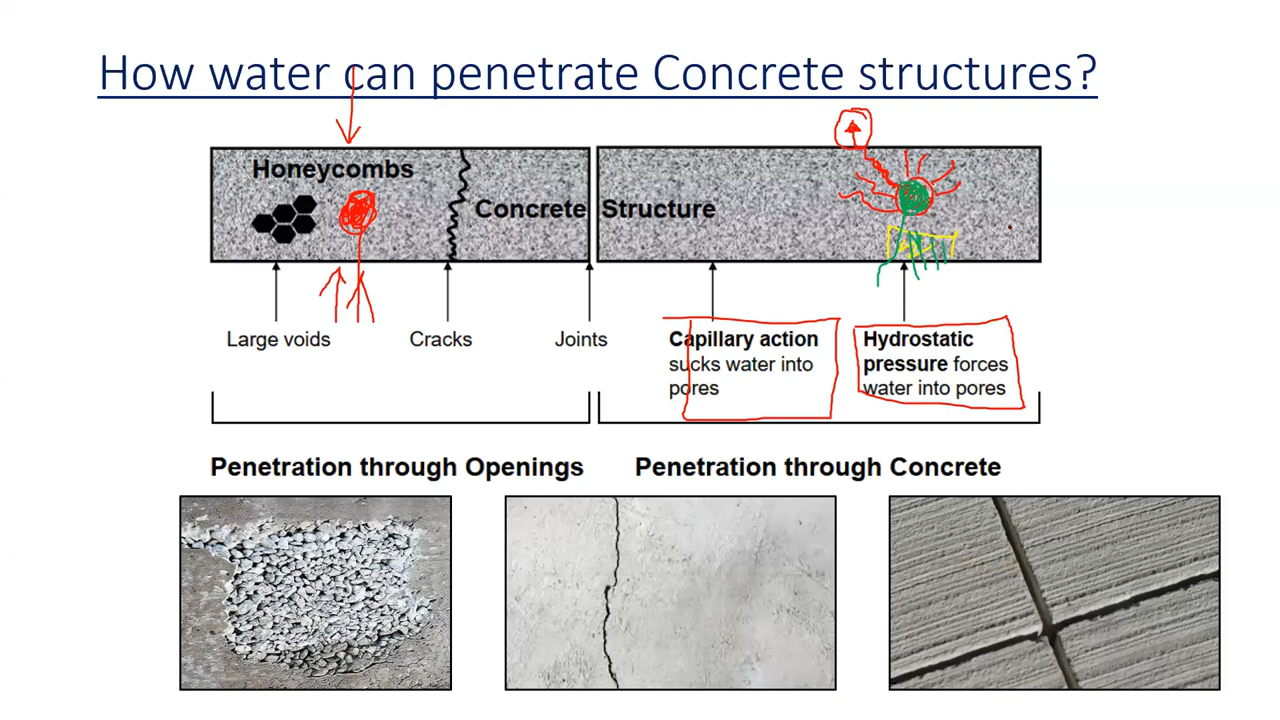 How water can penetrate Concrete structures?
Honeycombs
Concrete Structure
Large voids
Cracks
Joints
Capillary action
sucks water into
pores
Hydrostatic
pressure forces
water into pores
Penetration through Openings
Penetration through Concrete